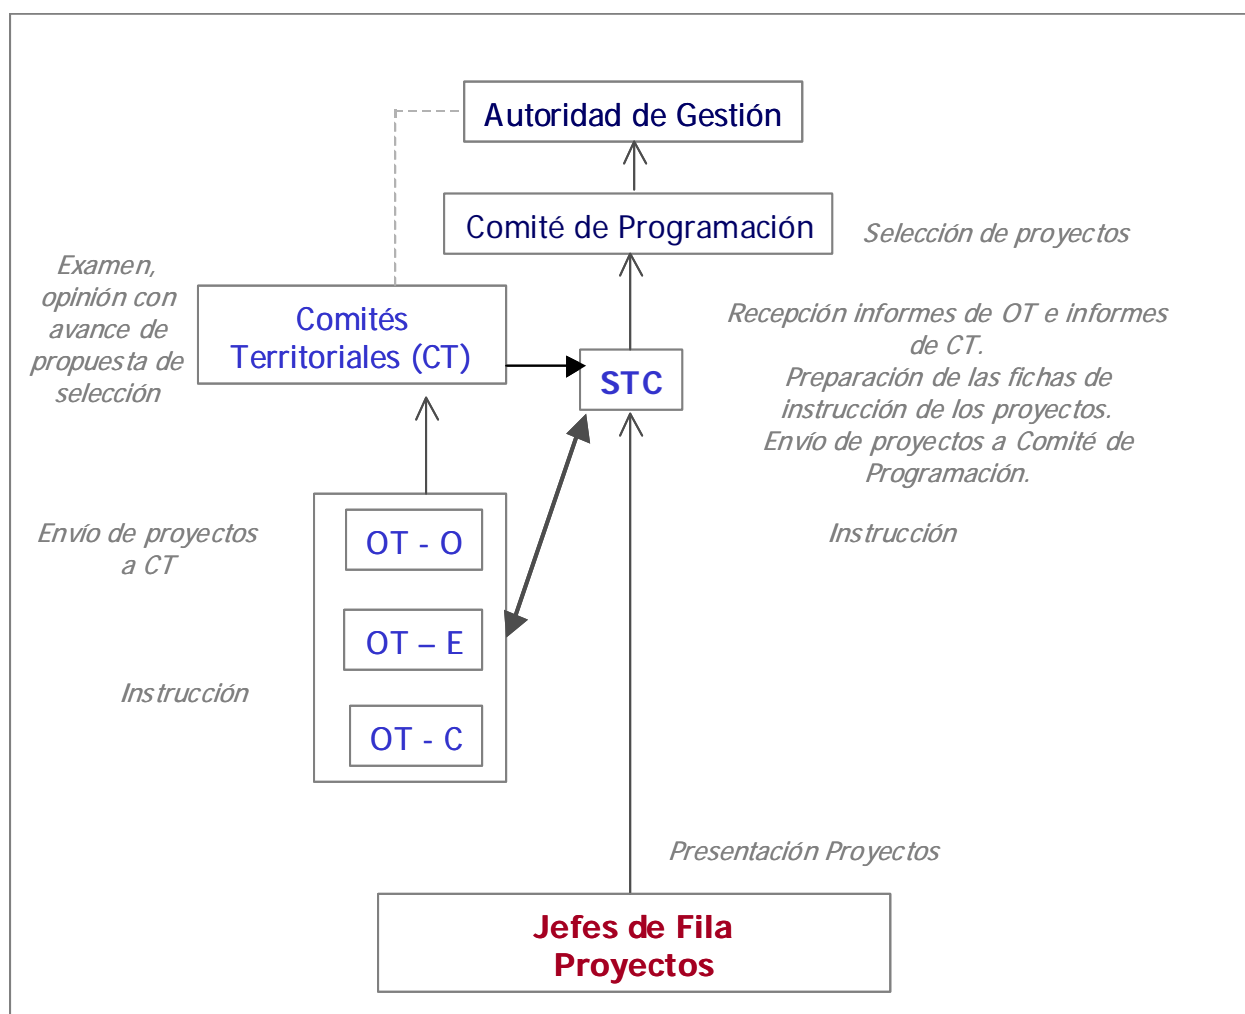 Autoridad de Gestión
Comité de Programación
Selección de proyectos
Examen,
opinión con
avance de
propuesta de
selección
Comités
Territoriales (CT)
STC
Recepción informes de OT e informes
de CT.
Preparación de las fichas de
instrucción de los proyectos.
Envío de proyectos a Comité de
Programación.
Envío de proyectos
a CT
OT - O
Instrucción
OT – E
Instrucción
OT - C
Presentación Proyectos
Jefes de Fila
Proyectos